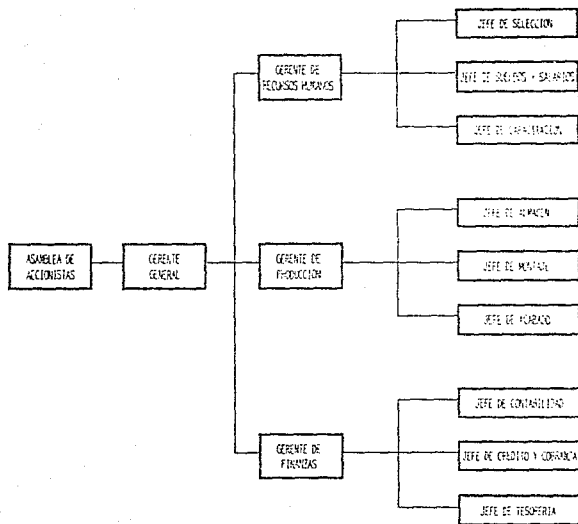 JEFE DE SELECCION
GERENTE DE
RECURSOS HUMANOS
JEFE DE SUELDOS Y SALARIOS
JEFE DE CAPACITACION
JEFE DE ALMACEN
ASAMBLEA DE
ACCIONISTAS
GERENTE
GENERAL
GERENTE DE
PRODUCCION
JEFE DE MONTAJE
JEFE DE ACABADO
JEFE DE CONTABILIDAD
GERENTE DE
FINANZAS
JEFE DE CREDITO Y COBRANZA
JEFE DE TESORERIA